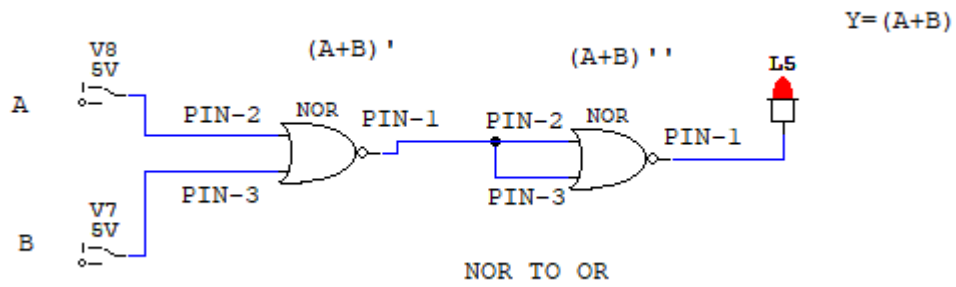 Y=(A+B)
(A+B)'
(A+B)''
V8
5V
L5
A
PIN-2
NOR
PIN-1
PIN-2
NOR
PIN-1
PIN-3
PIN-3
V7
5V
B
NOR TO OR